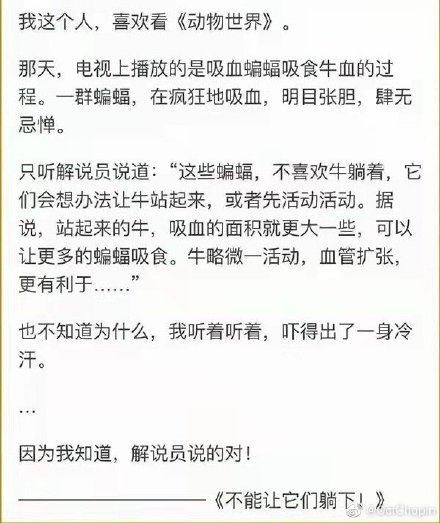 我这个人，喜欢看《动物世界》。
那天，电视上播放的是吸血蝙蝠吸食牛血的过
程。一群蝙蝠，在疯狂地吸血，明目张胆，肆无
忌惮。
只听解说员说道：“这些蝙蝠，不喜欢牛躺着，它
们会想办法让牛站起来，或者先活动活动。据
说，站起来的牛，吸血的面积就更大一些，可以
让更多的蝙蝠吸食。牛略微一活动，血管扩张，
更有利于……”
也不知道为什么，我听着听着，吓得出了一身冷
汗。
…
因为我知道，解说员说的对！
————————————《不能让它们躺下！》